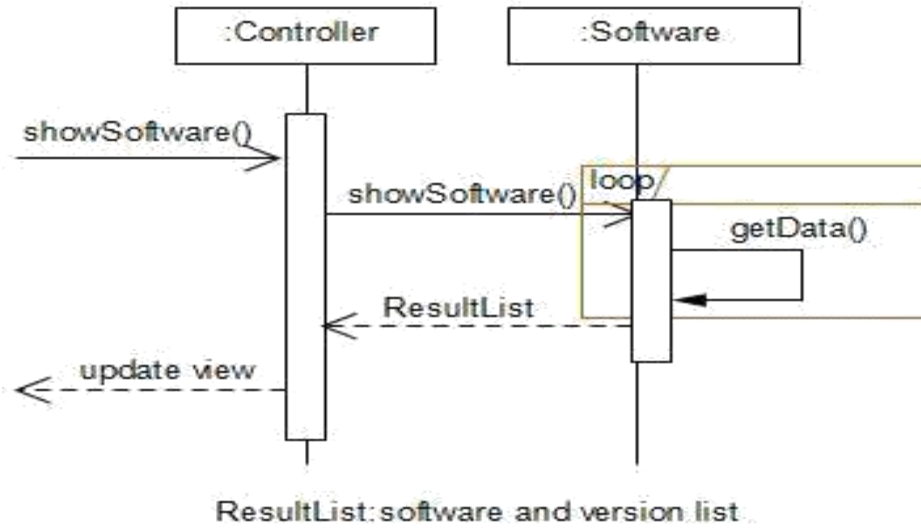 :Controller
:Software
showSoftware()
loop
showSoftware()
getData()
ResultList
update view
ResultList: software and version list